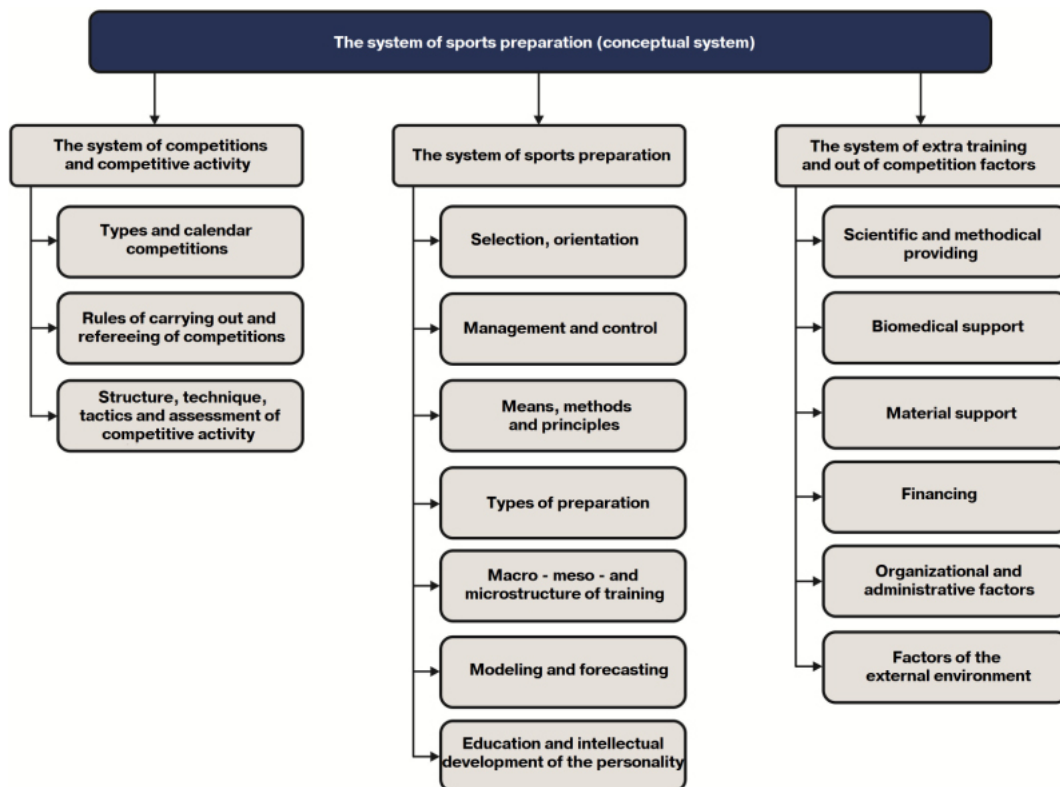 The system of sports preparation (conceptual system)
The system of competitions
and competitive activity
Types and calendar
competitions
Rules of carrying out and
refereeing of competitions
Structure, technique,
tactics and assessment of
competitive activity
The system of sports preparation
Selection, orientation
Management and control
Means, methods
and principles
Types of preparation
Macro - meso - and
microstructure of training
Modeling and forecasting
Education and intellectual
development of the personality
The system of extra training
and out of competition factors
Scientific and methodical
providing
Biomedical support
Material support
Financing
Organizational and
administrative factors
Factors of the
external environment